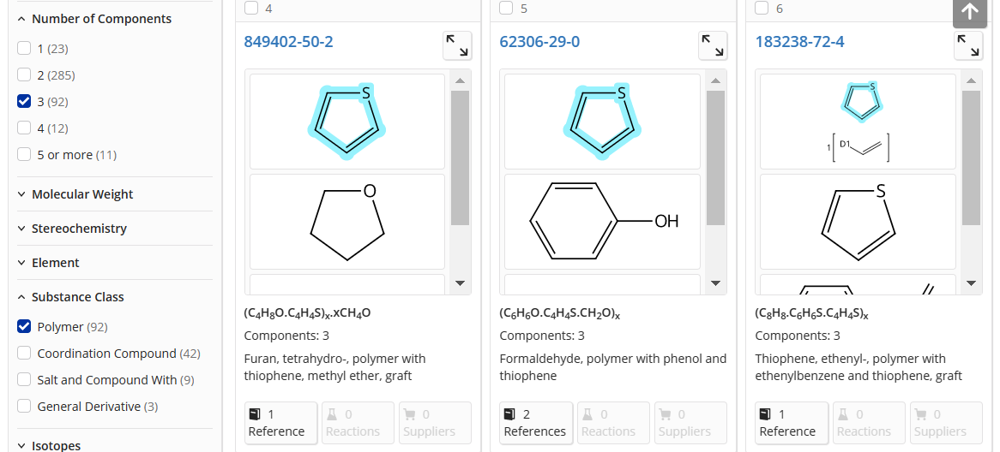 Number of Components
1 (23)
2 (285)
3 (92)
4 (12)
5 or more (11)
Molecular Weight
Stereochemistry
Element
Substance Class
Polymer (92)
Coordination Compound (42)
Salt and Compound With (9)
General Derivative (3)
Isotopes
4
849402-50-2
S
O
(C₄H₈O.C₄H₄S)ₓ.xCH₄O
Components: 3
Furan, tetrahydro-, polymer with
thiophene, methyl ether, graft
1
Reference
0
Reactions
0
Suppliers
5
62306-29-0
S
OH
(C₆H₆O.C₄H₄S.CH₂O)ₓ
Components: 3
Formaldehyde, polymer with phenol and
thiophene
2
References
0
Reactions
0
Suppliers
6
183238-72-4
S
1 [ D1 ]
S
(C₈H₈.C₆H₆S.C₄H₄S)ₓ
Components: 3
Thiophene, ethenyl-, polymer with
ethenylbenzene and thiophene, graft
1
Reference
0
Reactions
0
Suppliers